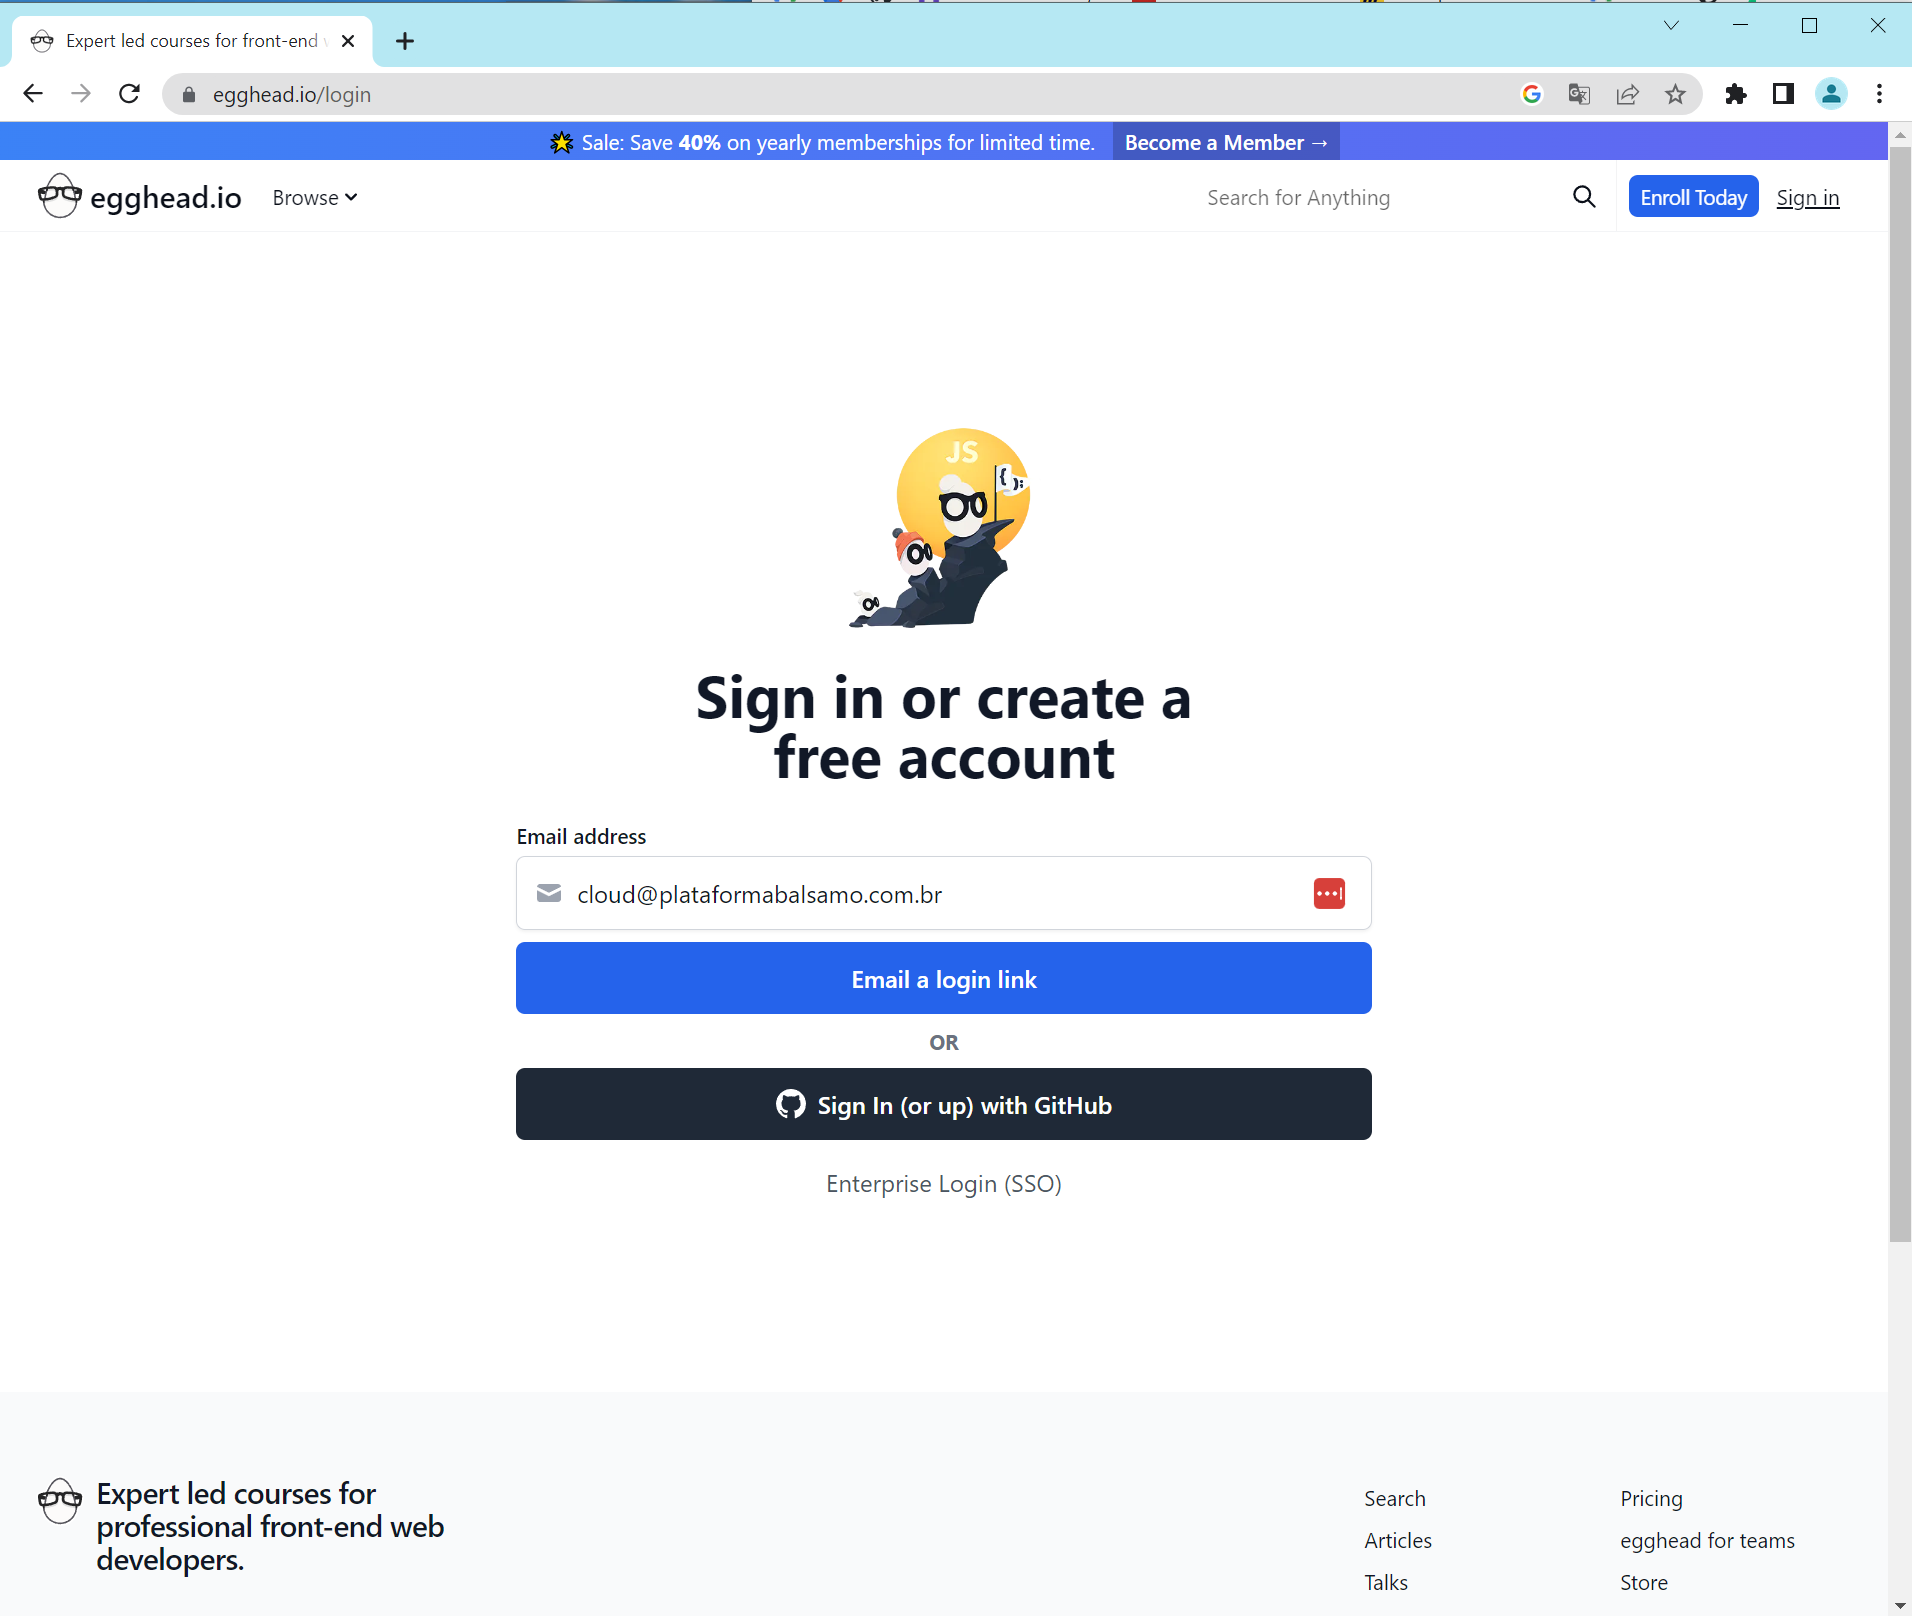 Expert led courses for front-end
egghead.io/login
Sale: Save 40% on yearly memberships for limited time.
Become a Member →
egghead.io
Browse
Search for Anything
Enroll Today
Sign in
JS
Sign in or create a
free account
Email address
cloud@plataformabalsamo.com.br
Email a login link
OR
Sign In (or up) with GitHub
Enterprise Login (SSO)
Expert led courses for
professional front-end web
developers.
Search
Articles
Talks
Pricing
egghead for teams
Store